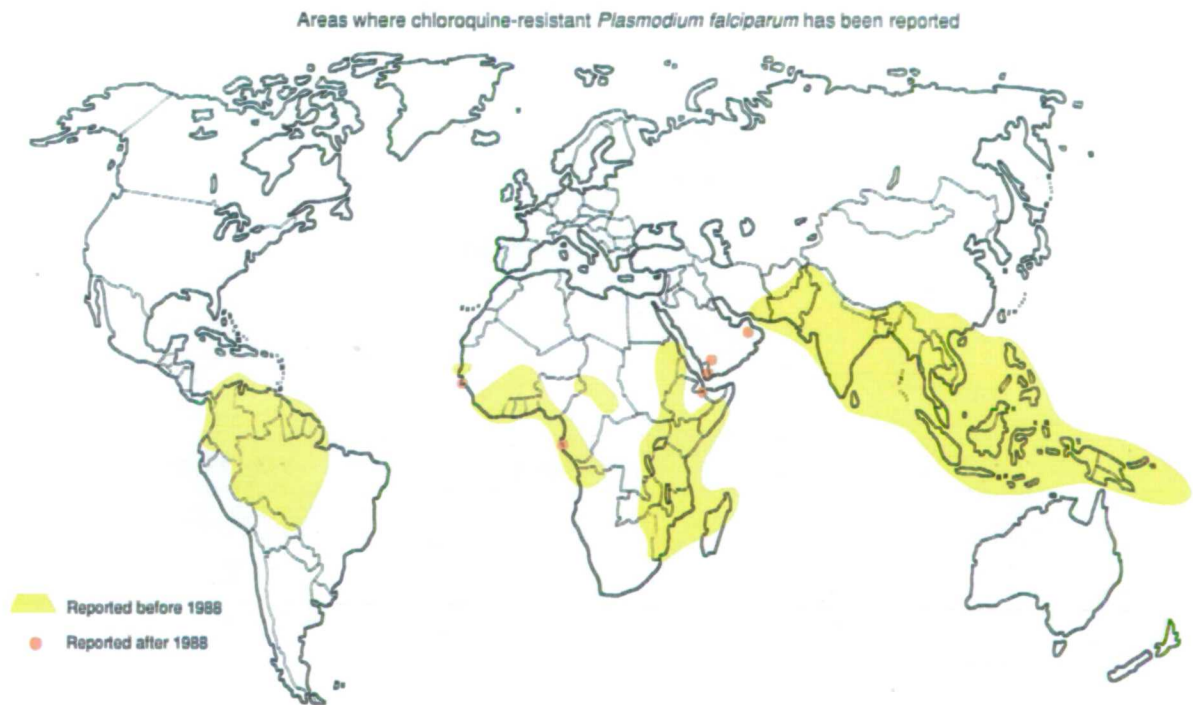 Areas where chloroquine-resistant Plasmodium falciparum has been reported
Reported before 1988
Reported after 1988